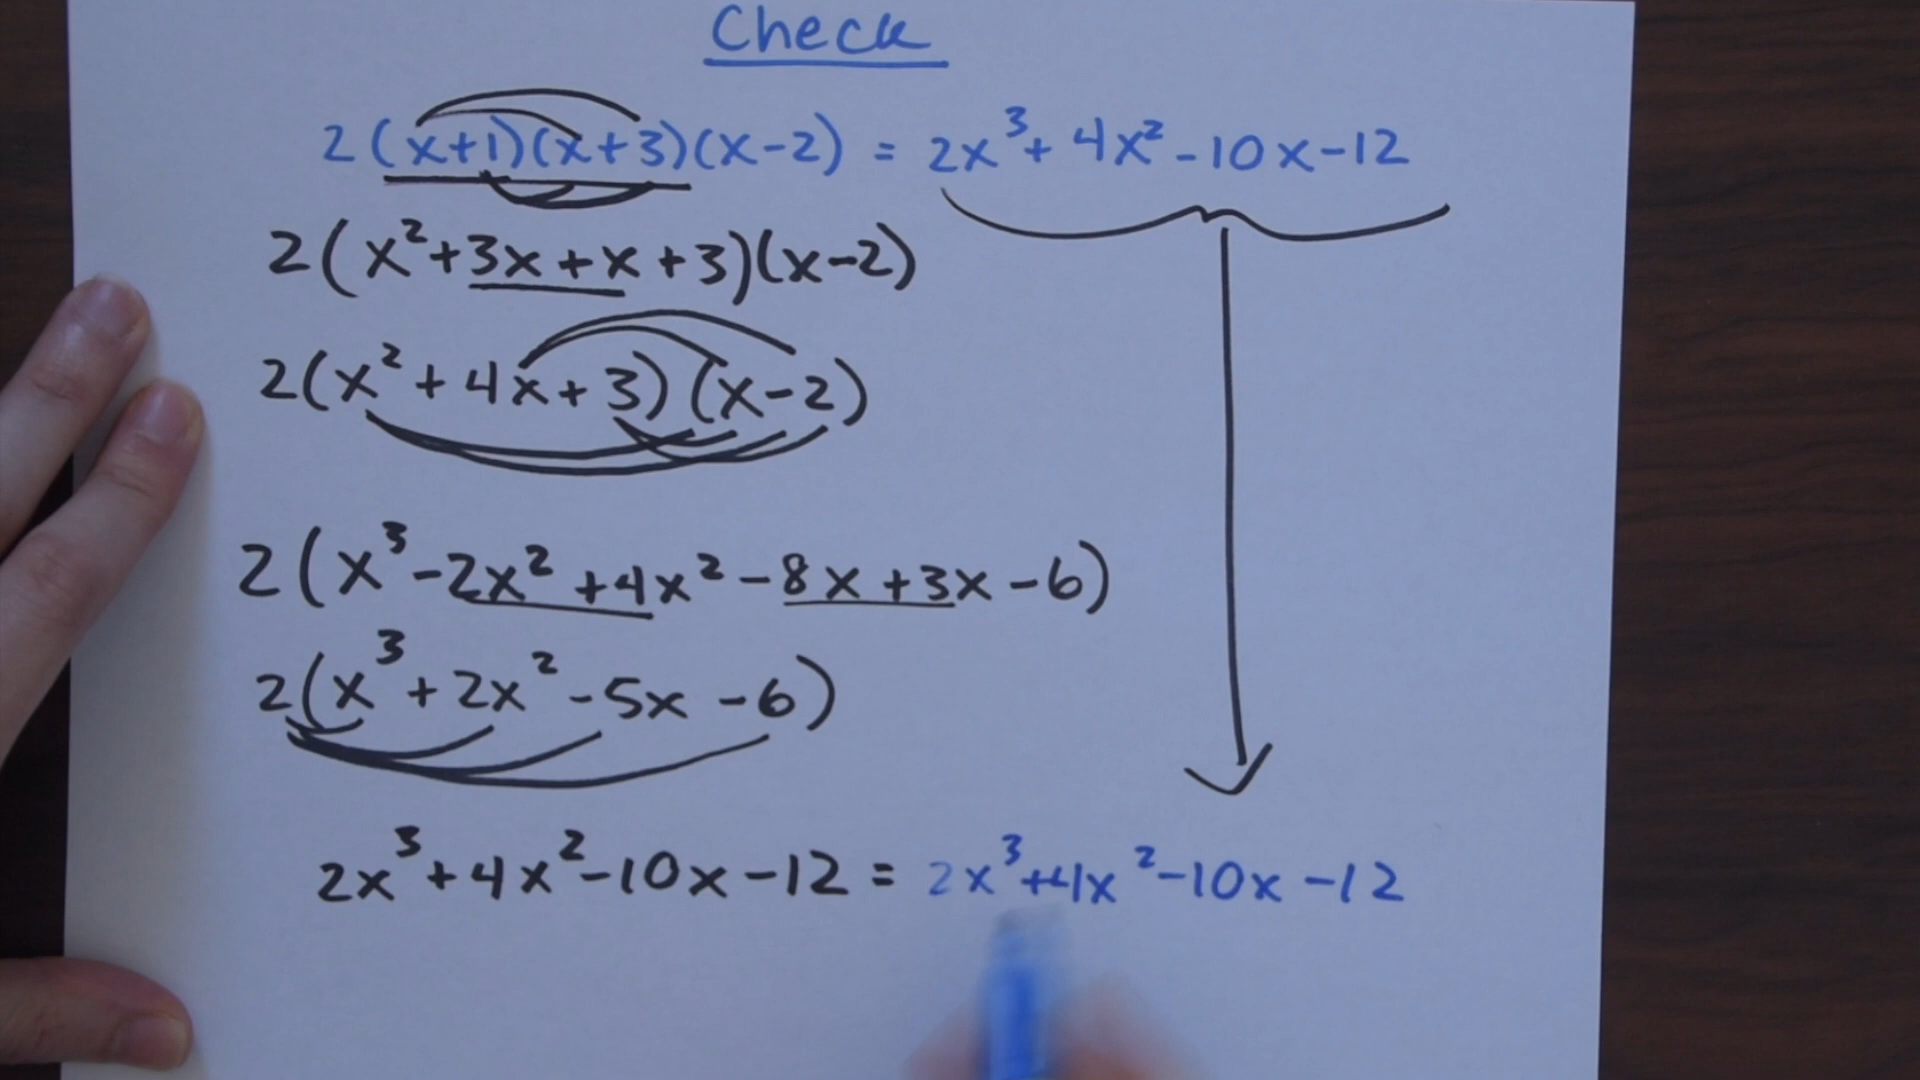 Check
2(x+1)(x+3)(x-2) = 2x³+ 4x² -10x-12
2(x²+3x+x+3)(x-2)
2(x²+4x+3)(x-2)
2(x³-2x²+4x²-8x+3x-6)
2(x³+2x²-5x-6)
2x³+4x²-10x-12 = 2x³+4x²-10x-12